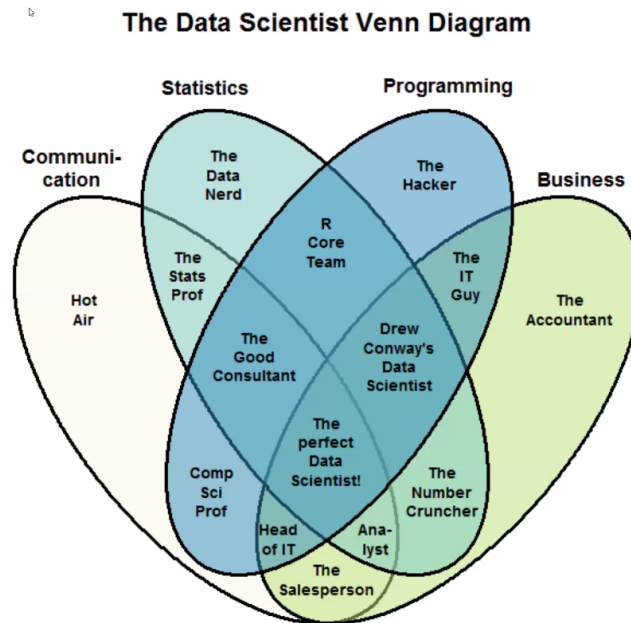 The Data Scientist Venn Diagram
Statistics
Programming
Communi-
cation
Business
The
Data
Nerd
The
Hacker
R
Core
Team
The
Stats
Prof
The
IT
Guy
Hot
Air
The
Accountant
The
Good
Consultant
Drew
Conway's
Data
Scientist
The
perfect
Data
Scientist!
Comp
Sci
Prof
The
Number
Cruncher
Head
of IT
Ana-
lyst
The
Salesperson